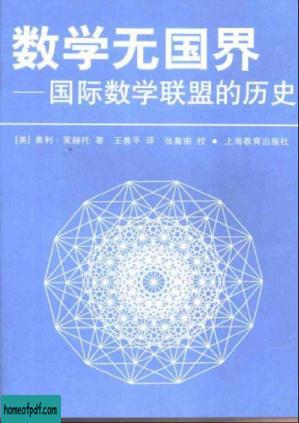 数学无国界
——国际数学联盟的历史
[美] 奥利·莱赫托 著 王善平 译 张奠宙 校 ● 上海教育出版社
homeofpdf.com